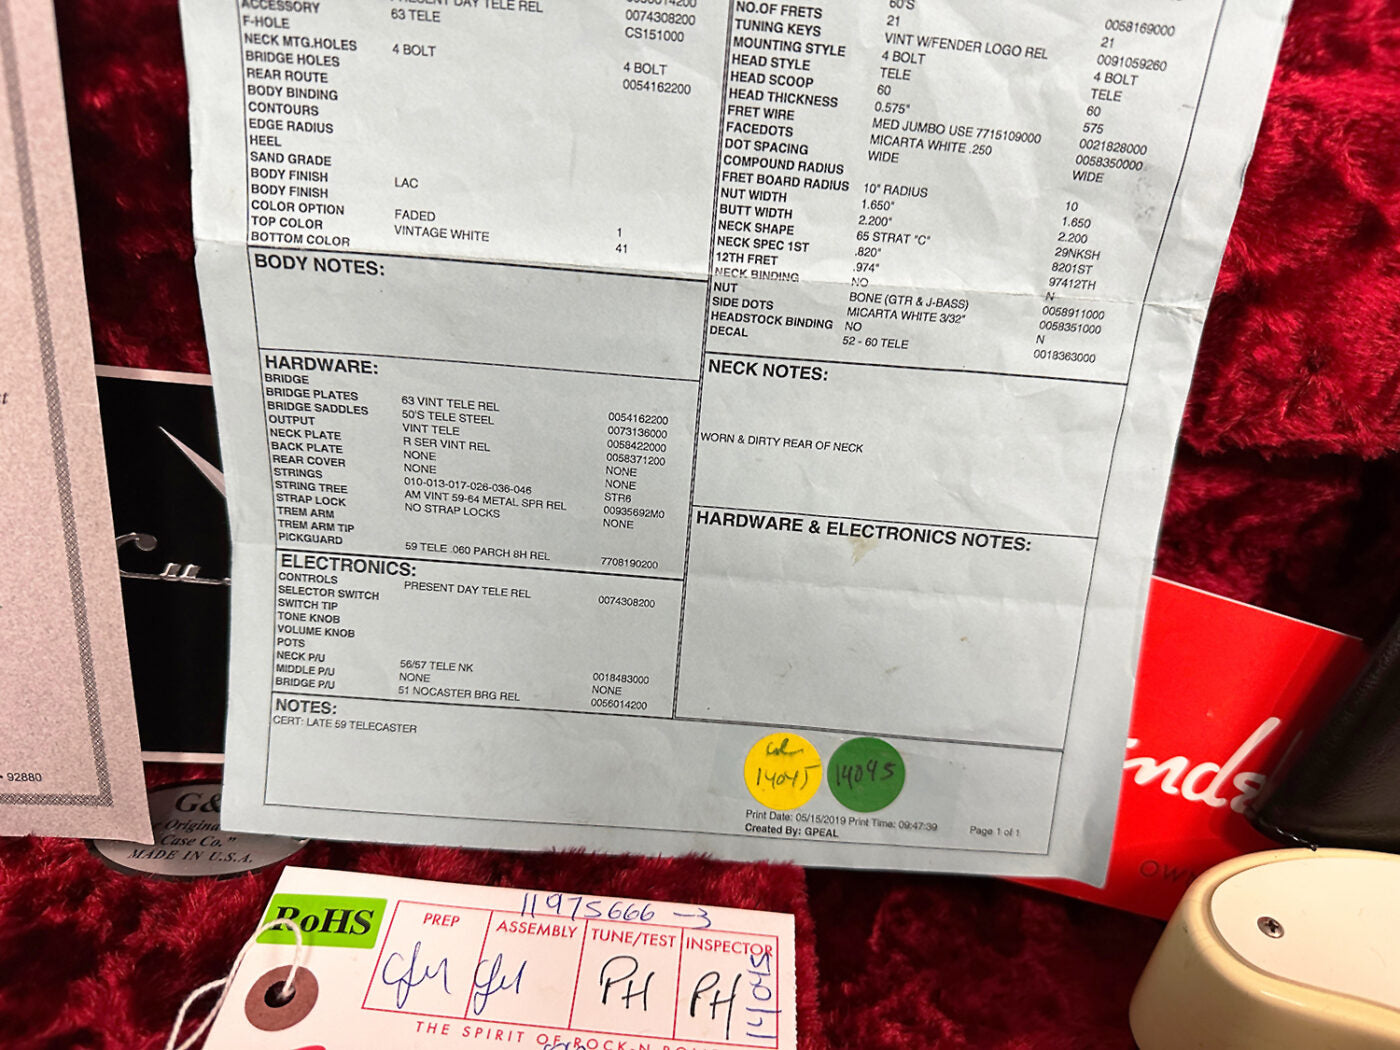 ACCESSORY PRESENT DAY TELE REL
F-HOLE 63 TELE 0074308200
NECK MTG.HOLES CS151000
BRIDGE HOLES 4 BOLT
REAR ROUTE 4 BOLT
BODY BINDING 0054162200
CONTOURS
EDGE RADIUS
HEEL
SAND GRADE
BODY FINISH LAC
BODY FINISH
COLOR OPTION FADED
TOP COLOR VINTAGE WHITE 1
BOTTOM COLOR 41
BODY NOTES:
HARDWARE:
BRIDGE
BRIDGE PLATES 63 VINT TELE REL 0054162200
BRIDGE SADDLES 50'S TELE STEEL 0073136000
OUTPUT VINT TELE 0058422000
NECK PLATE R SER VINT REL 0058371200
BACK PLATE NONE NONE
REAR COVER NONE NONE
STRINGS 010-013-017-026-036-046 STR6
STRING TREE AM VINT 59-64 METAL SPR REL 00935692M0
STRAP LOCK NO STRAP LOCKS NONE
TREM ARM
TREM ARM TIP
PICKGUARD 59 TELE .060 PARCH 8H REL 7708190200
ELECTRONICS:
CONTROLS PRESENT DAY TELE REL 0074308200
SELECTOR SWITCH
SWITCH TIP
TONE KNOB
VOLUME KNOB
POTS
NECK P/U 56/57 TELE NK 0018483000
MIDDLE P/U NONE NONE
BRIDGE P/U 51 NOCASTER BRG REL 0056014200
NOTES:
CERT: LATE 59 TELECASTER
60'S
NO.OF FRETS 21 0058169000
TUNING KEYS VINT W/FENDER LOGO REL 21
MOUNTING STYLE 4 BOLT 0091059260
HEAD STYLE TELE 4 BOLT
HEAD SCOOP 60 TELE
HEAD THICKNESS 0.575" 60
FRET WIRE MED JUMBO USE 7715109000 575
FACEDOTS MICARTA WHITE .250 0021828000
DOT SPACING WIDE 0058350000
COMPOUND RADIUS WIDE
FRET BOARD RADIUS 10" RADIUS 10
NUT WIDTH 1.650" 1.650
BUTT WIDTH 2.200" 2.200
NECK SHAPE 65 STRAT "C" 29NKSH
NECK SPEC 1ST .820" 8201ST
12TH FRET .974" 97412TH
NECK BINDING NO N
NUT BONE (GTR & J-BASS) 0058911000
SIDE DOTS MICARTA WHITE 3/32" 0058351000
HEADSTOCK BINDING NO N
DECAL 52 - 60 TELE 0018363000
NECK NOTES:
WORN & DIRTY REAR OF NECK
HARDWARE & ELECTRONICS NOTES:
14045
14045
Print Date: 05/15/2019 Print Time: 09:47:39
Created By: GPEAL
Page 1 of 1
92880
G&
Origina
Case Co."
MADE IN U.S.A.
RoHS
11975666-3
PREP ASSEMBLY TUNE/TEST INSPECTOR
PH PH 14045
THE SPIRIT OF ROCK-N
OW